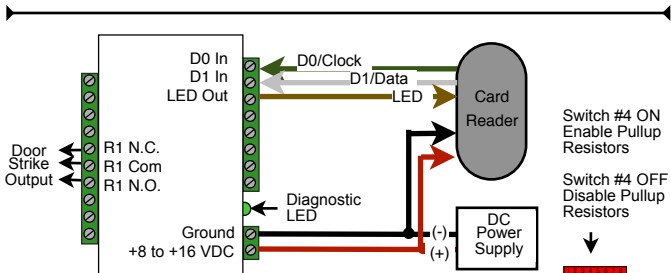 D0 In
D1 In
LED Out
D0/Clock
D1/Data
LED
Card
Reader
Switch #4 ON
Enable Pullup
Resistors
Switch #4 OFF
Disable Pullup
Resistors
Door
Strike
Output
R1 N.C.
R1 Com
R1 N.O.
Diagnostic
LED
Ground
+8 to +16 VDC
(-)
(+)
DC
Power
Supply